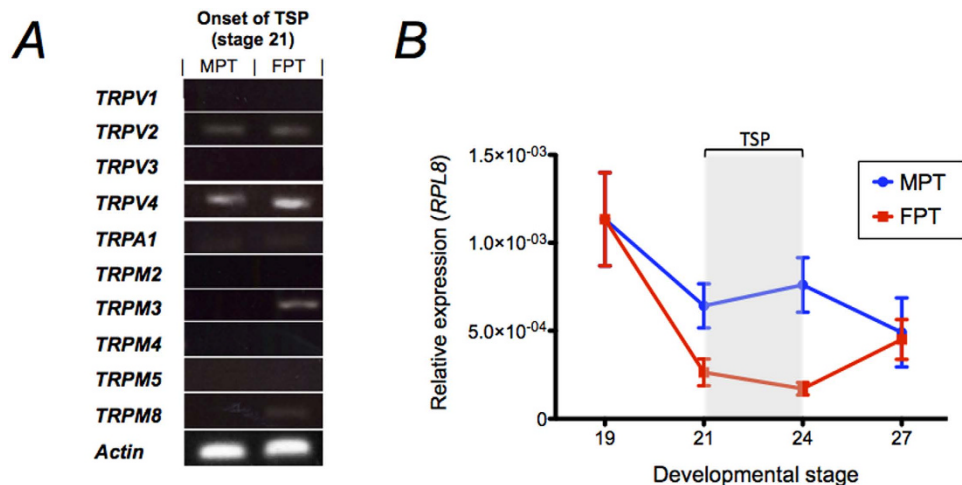 A
Onset of TSP
(stage 21)
| MPT | FPT |
TRPV1
TRPV2
TRPV3
TRPV4
TRPA1
TRPM2
TRPM3
TRPM4
TRPM5
TRPM8
Actin
B
TSP
MPT
FPT
Relative expression (RPL8)
1.5×10⁻⁰³
1.0×10⁻⁰³
5.0×10⁻⁰⁴
0
19 21 24 27
Developmental stage